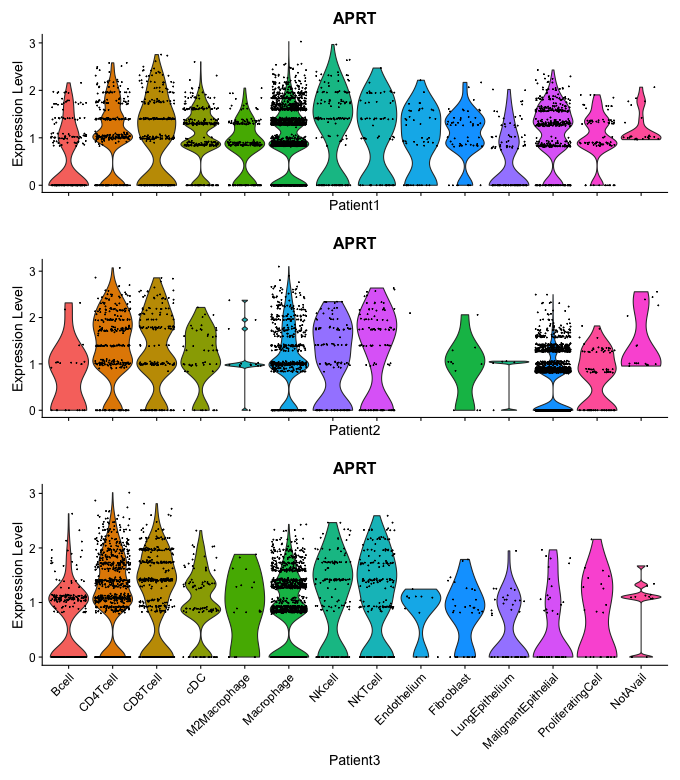 APRT
Expression Level
3
2
1
0
Patient1
APRT
Expression Level
3
2
1
0
Patient2
APRT
Expression Level
3
2
1
0
Bcell
CD4Tcell
CD8Tcell
cDC
M2Macrophage
Macrophage
NKcell
NKTcell
Endothelium
Fibroblast
LungEpithelium
MalignantEpithelial
ProliferatingCell
NotAvail
Patient3